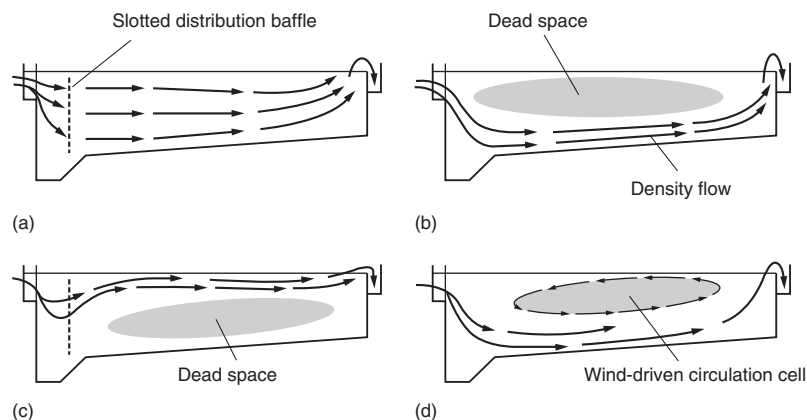 Slotted distribution baffle
Dead space
Density flow
(a)
(b)
Dead space
Wind-driven circulation cell
(c)
(d)